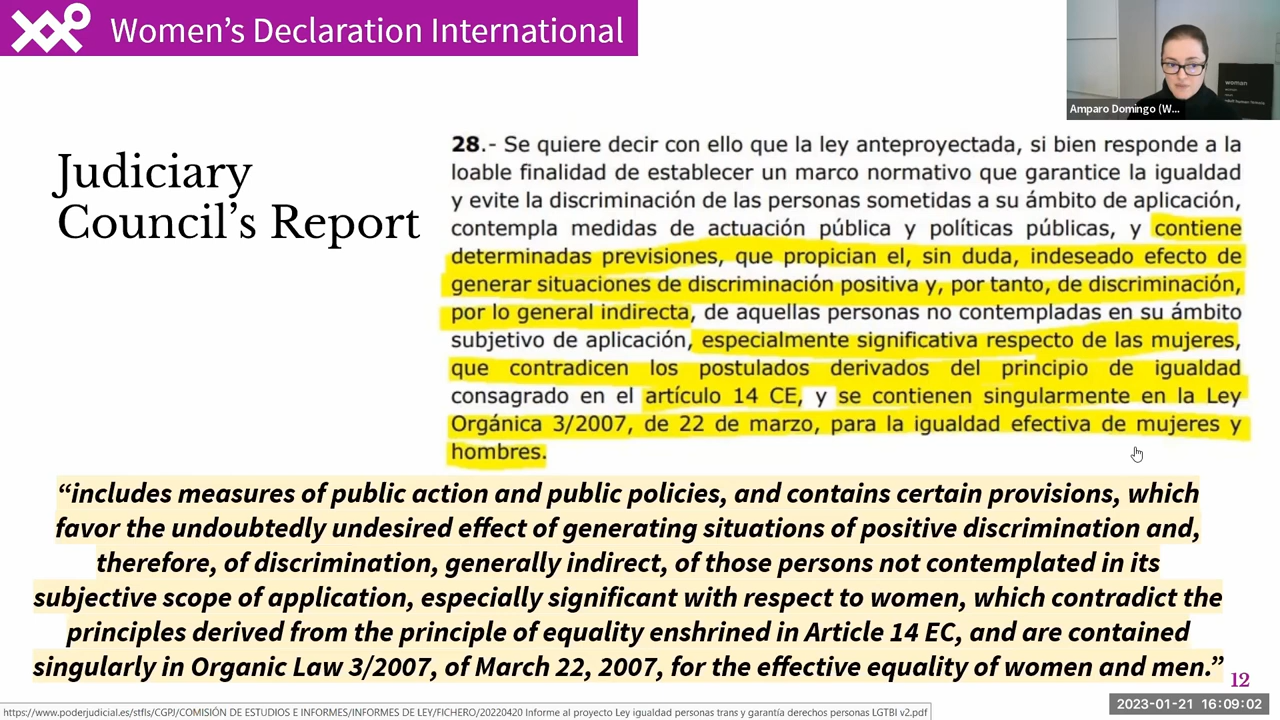 Women's Declaration International
Amparo Domingo (W...
woman
Judiciary
Council's Report
28.- Se quiere decir con ello que la ley anteproyectada, si bien responde a la
loable finalidad de establecer un marco normativo que garantice la igualdad
y evite la discriminación de las personas sometidas a su ámbito de aplicación,
contempla medidas de actuación pública y políticas públicas, y contiene
determinadas previsiones, que propician el, sin duda, indeseado efecto de
generar situaciones de discriminación positiva y, por tanto, de discriminación,
por lo general indirecta, de aquellas personas no contempladas en su ámbito
subjetivo de aplicación, especialmente significativa respecto de las mujeres,
que contradicen los postulados derivados del principio de igualdad
consagrado en el artículo 14 CE, y se contienen singularmente en la Ley
Orgánica 3/2007, de 22 de marzo, para la igualdad efectiva de mujeres y
hombres.
“includes measures of public action and public policies, and contains certain provisions, which
favor the undoubtedly undesired effect of generating situations of positive discrimination and,
therefore, of discrimination, generally indirect, of those persons not contemplated in its
subjective scope of application, especially significant with respect to women, which contradict the
principles derived from the principle of equality enshrined in Article 14 EC, and are contained
singularly in Organic Law 3/2007, of March 22, 2007, for the effective equality of women and men.”
12
2023-01-21 16:09:02
https://www.poderjudicial.es/stfls/CGPJ/COMISIÓN DE ESTUDIOS E INFORMES/INFORMES DE LEY/FICHERO/20220420 Informe al proyecto Ley igualdad personas trans y garantía derechos personas LGTBI v2.pdf